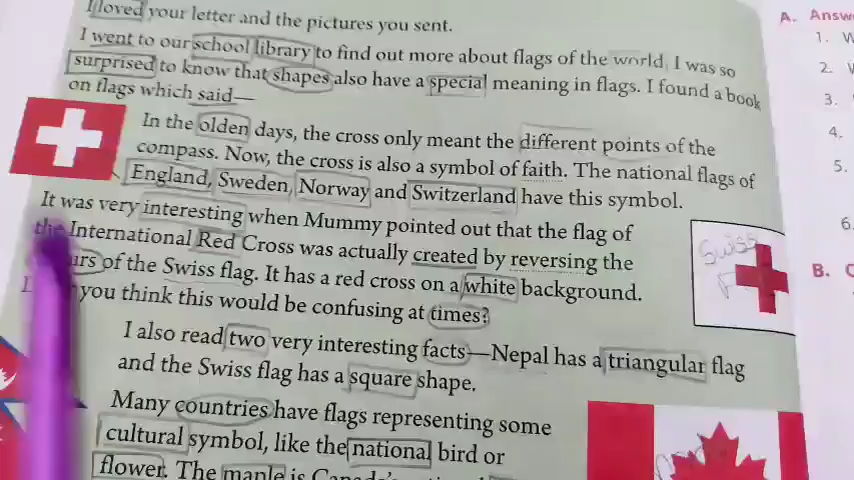 I loved your letter and the pictures you sent.
I went to our school library to find out more about flags of the world. I was so
surprised to know that shapes also have a special meaning in flags. I found a book
on flags which said—
In the olden days, the cross only meant the different points of the
compass. Now, the cross is also a symbol of faith. The national flags of
England, Sweden, Norway and Switzerland have this symbol.
It was very interesting when Mummy pointed out that the flag of
the International Red Cross was actually created by reversing the
of the Swiss flag. It has a red cross on a white background.
you think this would be confusing at times?
I also read two very interesting facts—Nepal has a triangular flag
and the Swiss flag has a square shape.
Many countries have flags representing some
cultural symbol, like the national bird or
flower. The maple is Canada's
Swiss
A. Answ
1. W
2. V
3.
4.
5.
6.
B. C